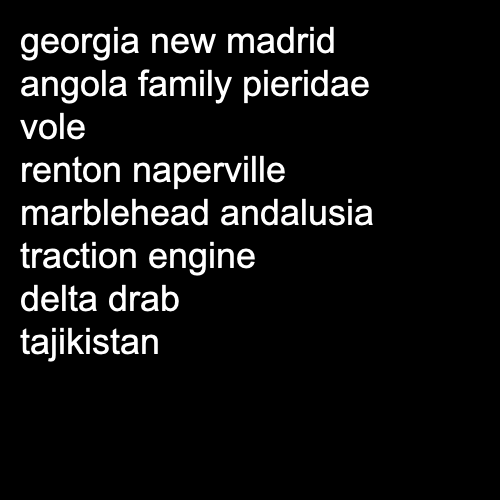 georgia new madrid
angola family pieridae
vole
renton naperville
marblehead andalusia
traction engine
delta drab
tajikistan